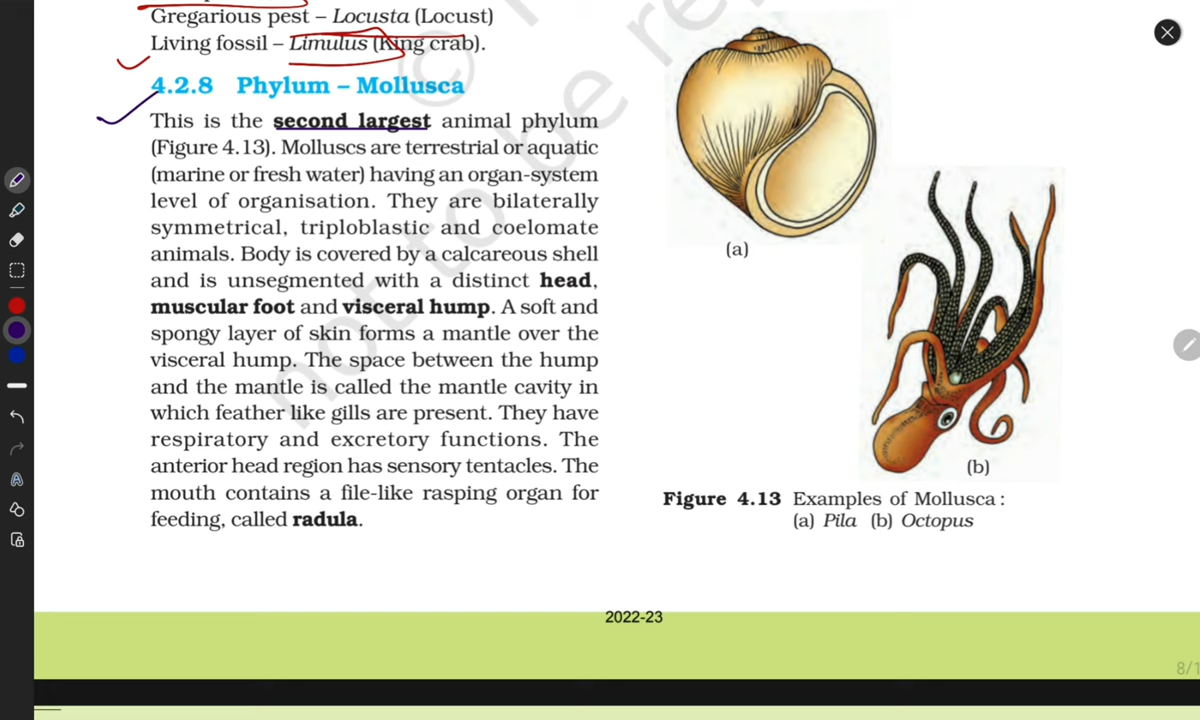 Gregarious pest – Locusta (Locust)
Living fossil – Limulus (King crab).
4.2.8 Phylum – Mollusca
This is the second largest animal phylum
(Figure 4.13). Molluscs are terrestrial or aquatic
(marine or fresh water) having an organ-system
level of organisation. They are bilaterally
symmetrical, triploblastic and coelomate
animals. Body is covered by a calcareous shell
and is unsegmented with a distinct head,
muscular foot and visceral hump. A soft and
spongy layer of skin forms a mantle over the
visceral hump. The space between the hump
and the mantle is called the mantle cavity in
which feather like gills are present. They have
respiratory and excretory functions. The
anterior head region has sensory tentacles. The
mouth contains a file-like rasping organ for
feeding, called radula.
(a)
(b)
Figure 4.13 Examples of Mollusca :
(a) Pila (b) Octopus
2022-23
8/1
©
not to be re